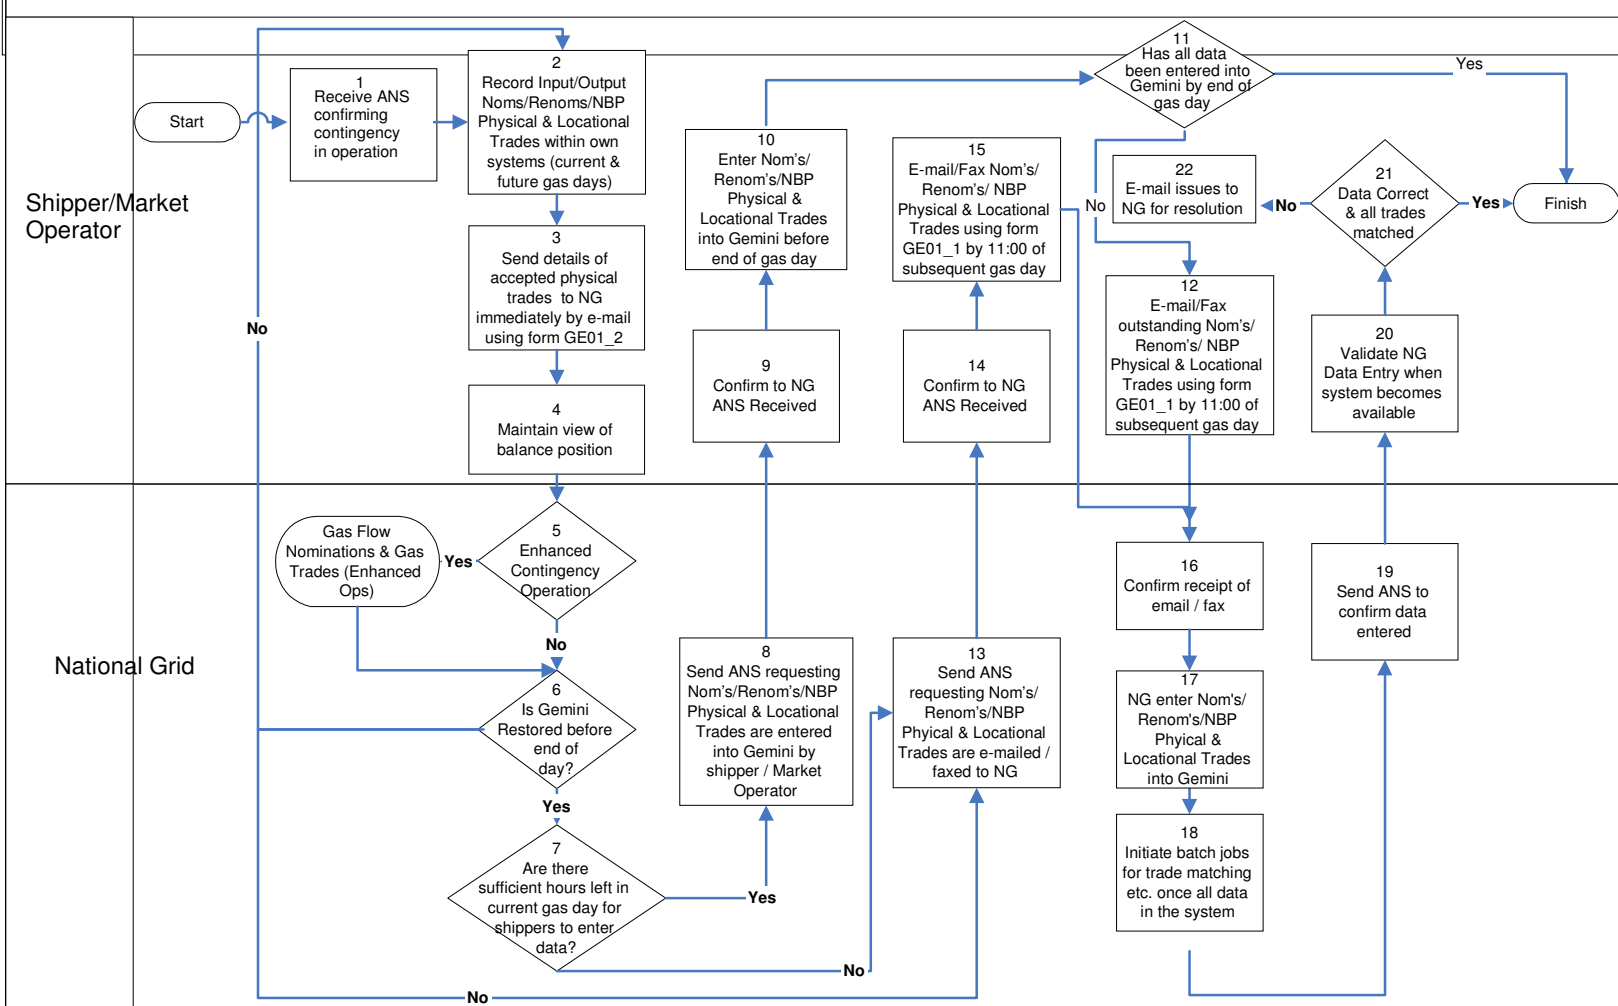 Shipper/Market
Operator
National Grid
Start
1
Receive ANS
confirming
contingency
in operation
2
Record Input/Output
Noms/Renoms/NBP
Physical & Locational
Trades within own
systems (current &
future gas days)
3
Send details of
accepted physical
trades to NG
immediately by e-mail
using form GE01_2
4
Maintain view of
balance position
5
Enhanced
Contingency
Operation
Yes
Gas Flow
Nominations & Gas
Trades (Enhanced
Ops)
No
6
Is Gemini
Restored before
end of
day?
No
Yes
7
Are there
sufficient hours left in
current gas day for
shippers to enter
data?
Yes
No
No
8
Send ANS requesting
Nom's/Renom's/NBP
Physical & Locational
Trades are entered
into Gemini by
shipper / Market
Operator
9
Confirm to NG
ANS Received
10
Enter Nom's/
Renom's/NBP
Physical &
Locational Trades
into Gemini before
end of gas day
11
Has all data
been entered into
Gemini by end of
gas day
Yes
No
12
E-mail/Fax
outstanding Nom's/
Renom's/ NBP
Physical & Locational
Trades using form
GE01_1 by 11:00 of
subsequent gas day
13
Send ANS
requesting Nom's/
Renom's/NBP
Phyical & Locational
Trades are e-mailed /
faxed to NG
14
Confirm to NG
ANS Received
15
E-mail/Fax Nom's/
Renom's/ NBP
Physical & Locational
Trades using form
GE01_1 by 11:00 of
subsequent gas day
16
Confirm receipt of
email / fax
17
NG enter Nom's/
Renom's/NBP
Phyical &
Locational Trades
into Gemini
18
Initiate batch jobs
for trade matching
etc. once all data
in the system
19
Send ANS to
confirm data
entered
20
Validate NG
Data Entry when
system becomes
available
21
Data Correct
& all trades
matched
No
Yes
22
E-mail issues to
NG for resolution
Finish